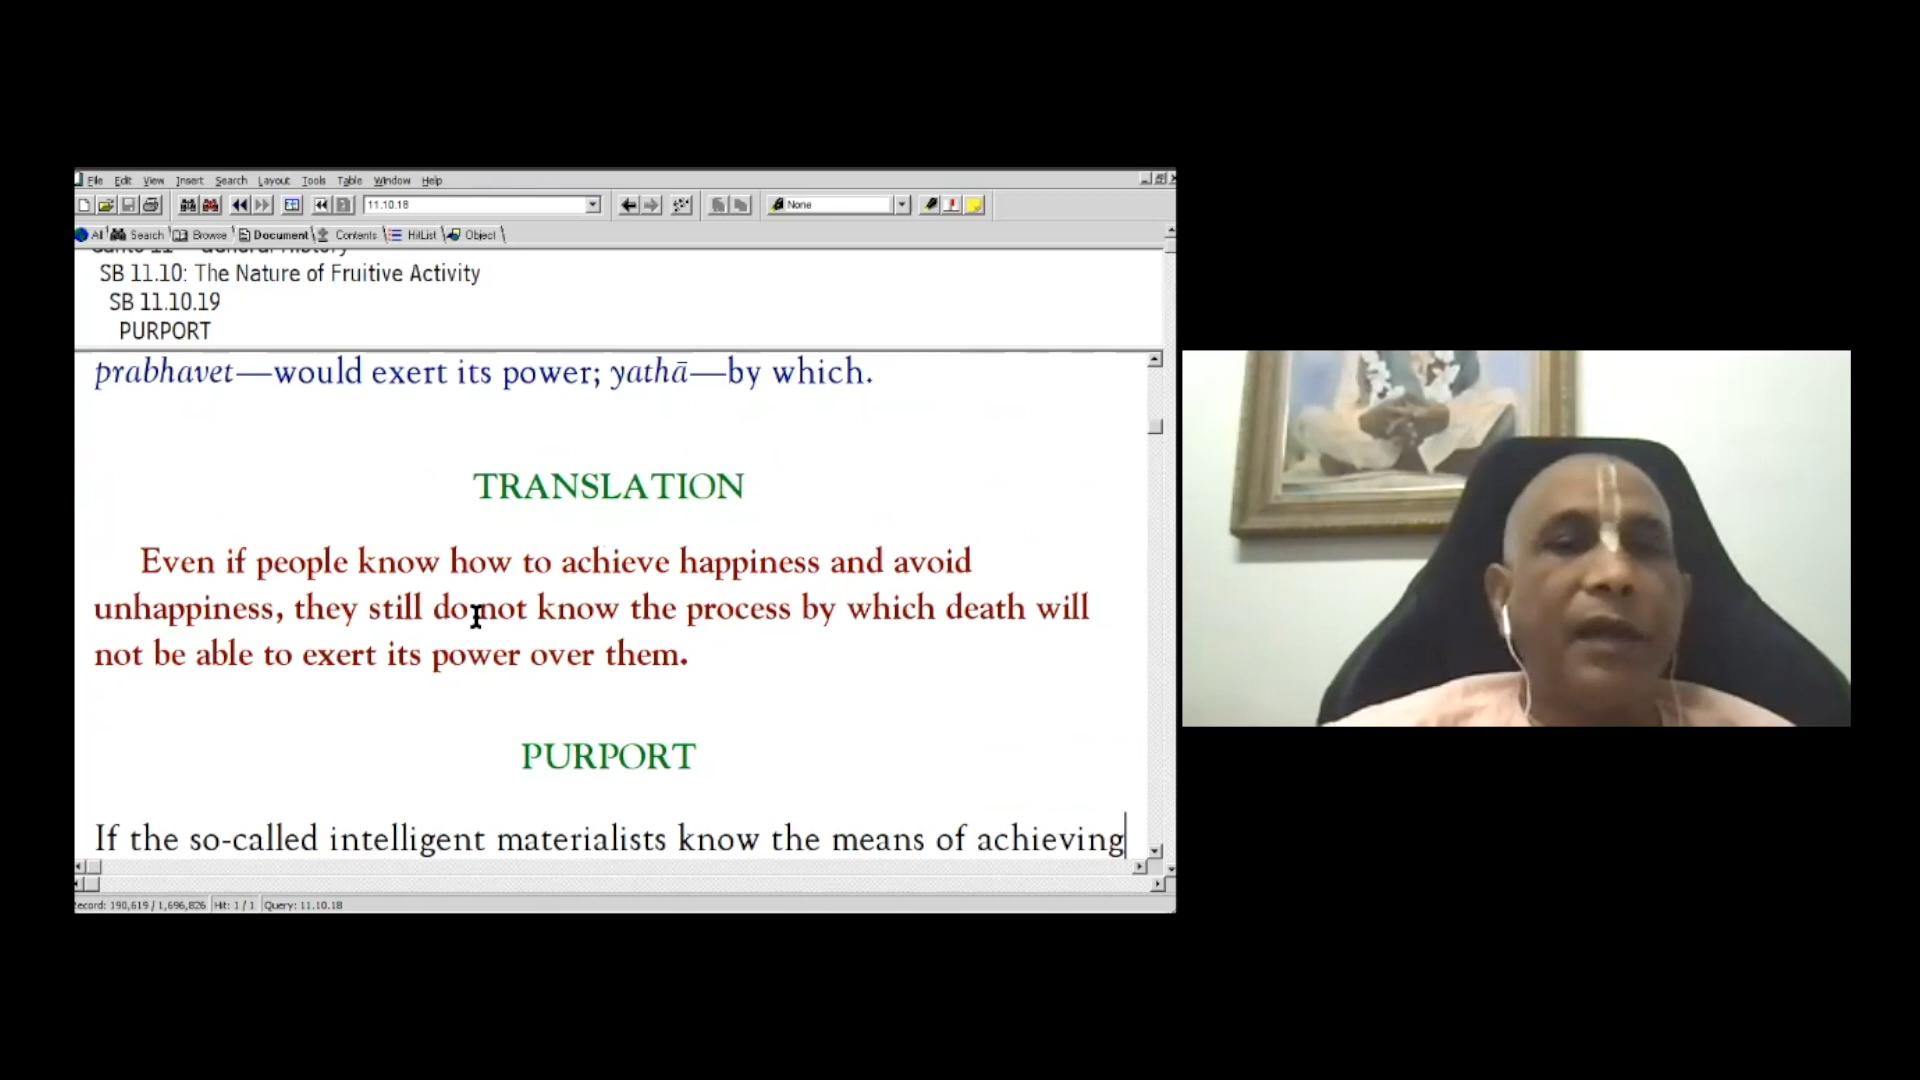 File Edit View Insert Search Layout Tools Table Window Help
11.10.18 None
All Search Browse Document Contents HitList Object
Canto 11 General History
SB 11.10: The Nature of Fruitive Activity
SB 11.10.19
PURPORT
prabhavet—would exert its power; yathā—by which.
TRANSLATION
Even if people know how to achieve happiness and avoid
unhappiness, they still do not know the process by which death will
not be able to exert its power over them.
PURPORT
If the so-called intelligent materialists know the means of achieving
ecord: 190,619 / 1,696,826 Hit: 1 / 1 Query: 11.10.18